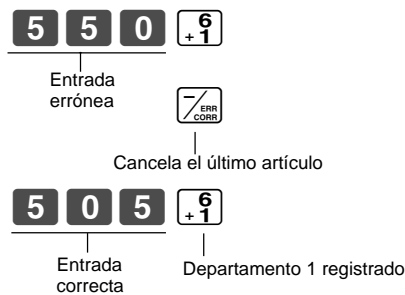 5 5 0 6 + 1
Entrada
errónea
− ERR CORR
Cancela el último artículo
5 0 5 6 + 1
Entrada
correcta
Departamento 1 registrado